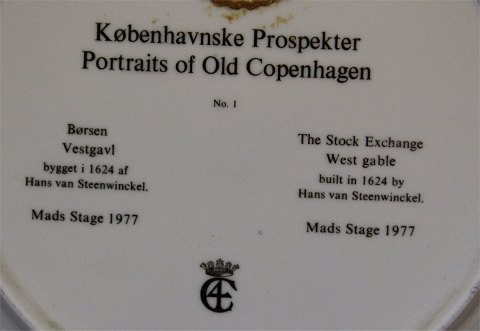 Københavnske Prospekter
Portraits of Old Copenhagen
No. 1
Børsen
Vestgavl
bygget i 1624 af
Hans van Steenwinckel.
Mads Stage 1977
The Stock Exchange
West gable
built in 1624 by
Hans van Steenwinckel.
Mads Stage 1977
C4